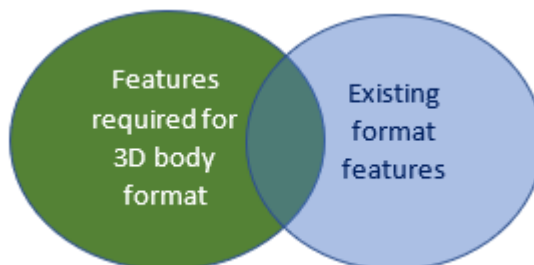 Features
required for
3D body
format
Existing
format
features